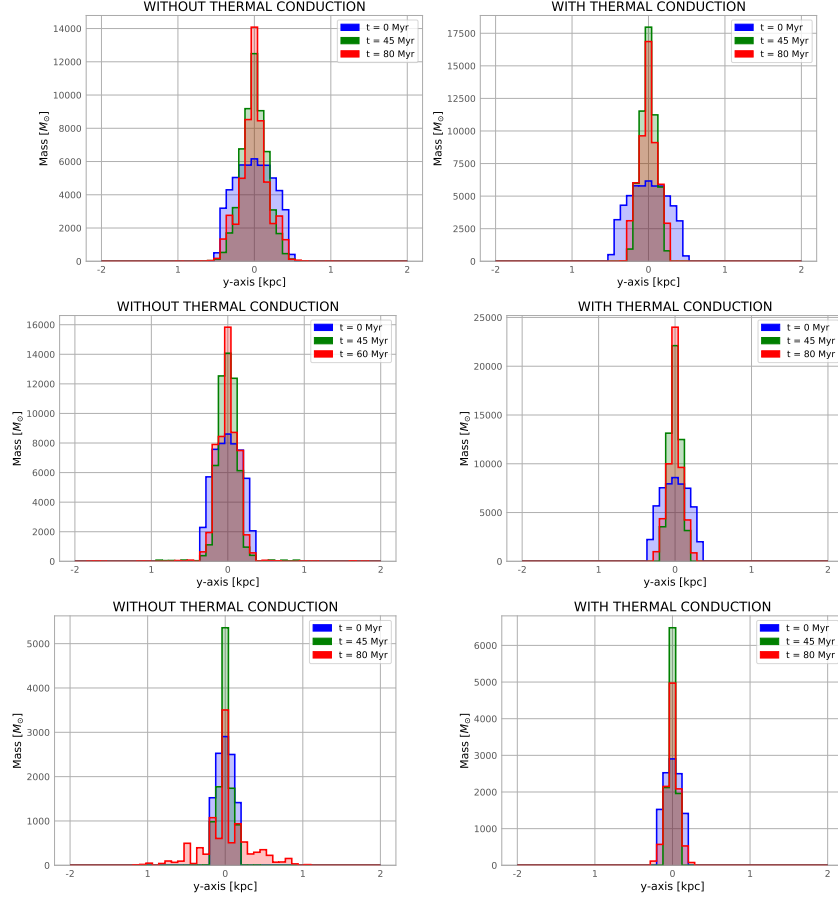 WITHOUT THERMAL CONDUCTION
t = 0 Myr
t = 45 Myr
t = 80 Myr
14000
12000
10000
8000
6000
4000
2000
0
Mass [M⊙]
-2 1 0 1 2
y-axis [kpc]
WITH THERMAL CONDUCTION
t = 0 Myr
t = 45 Myr
t = 80 Myr
17500
15000
12500
10000
7500
5000
2500
0
Mass [M⊙]
-2 1 0 1 2
y-axis [kpc]
WITHOUT THERMAL CONDUCTION
t = 0 Myr
t = 45 Myr
t = 60 Myr
16000
14000
12000
10000
8000
6000
4000
2000
0
Mass [M⊙]
-2 1 0 1 2
y-axis [kpc]
WITH THERMAL CONDUCTION
t = 0 Myr
t = 45 Myr
t = 80 Myr
25000
20000
15000
10000
5000
0
Mass [M⊙]
-2 1 0 1 2
y-axis [kpc]
WITHOUT THERMAL CONDUCTION
t = 0 Myr
t = 45 Myr
t = 80 Myr
5000
4000
3000
2000
1000
0
Mass [M⊙]
-2 1 0 1 2
y-axis [kpc]
WITH THERMAL CONDUCTION
t = 0 Myr
t = 45 Myr
t = 80 Myr
6000
5000
4000
3000
2000
1000
0
Mass [M⊙]
-2 1 0 1 2
y-axis [kpc]